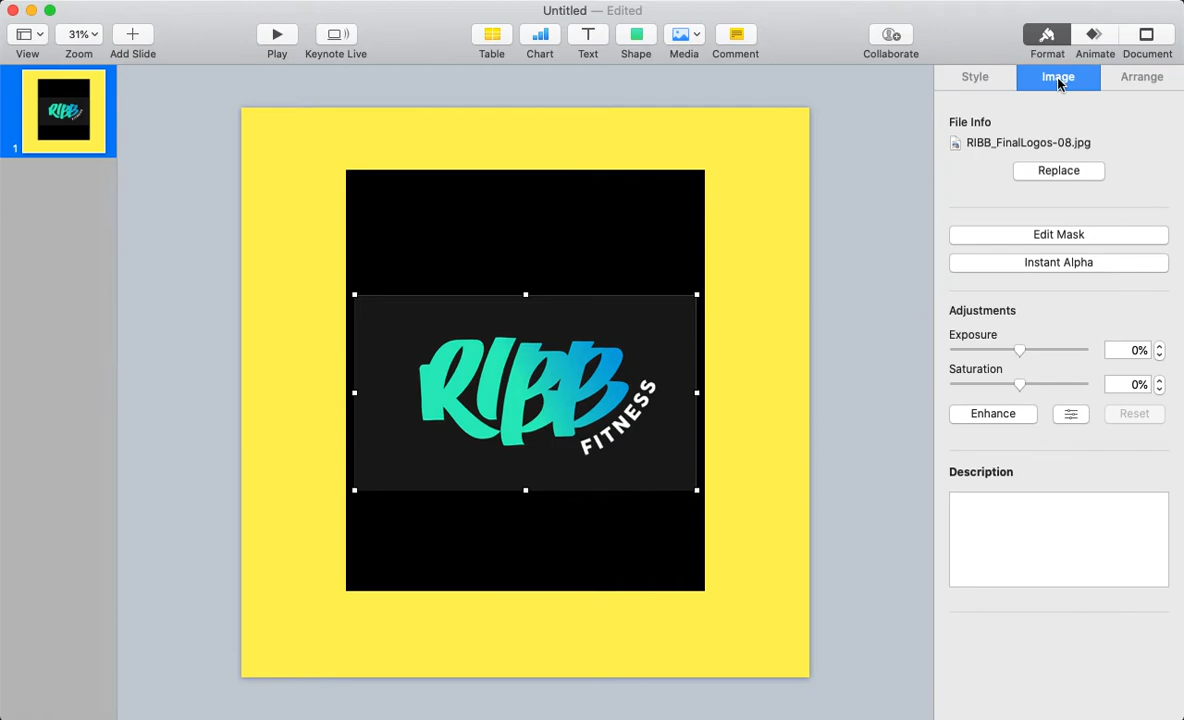 Untitled — Edited
View
31%
Zoom
Add Slide
Play
Keynote Live
Table
Chart
Text
Shape
Media
Comment
Collaborate
Format
Animate
Document
Style
Image
Arrange
1
RIBB
FITNESS
File Info
RIBB_FinalLogos-08.jpg
Replace
Edit Mask
Instant Alpha
Adjustments
Exposure
0%
Saturation
0%
Enhance
Reset
Description